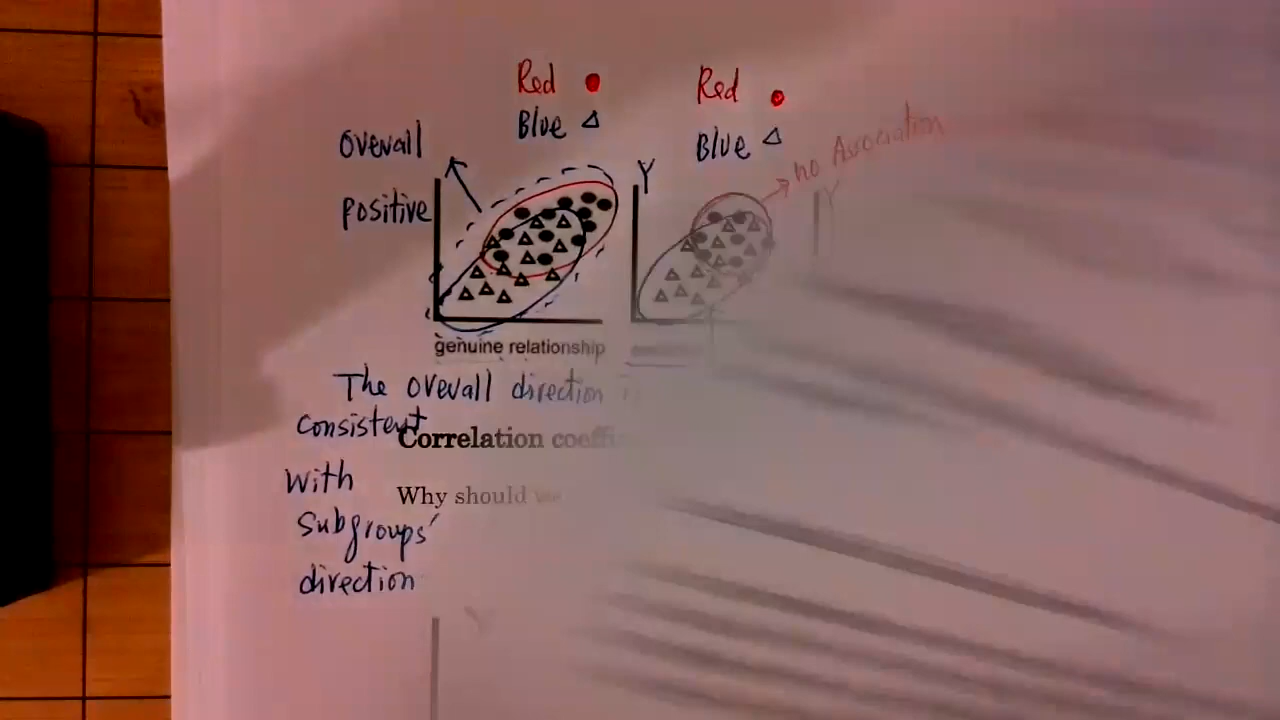 Red
Red
Blue
Blue
Overall
positive
Y
no Association
Y
genuine relationship
The overall direction
consistent
Correlation
With
Why should
Subgroups'
direction